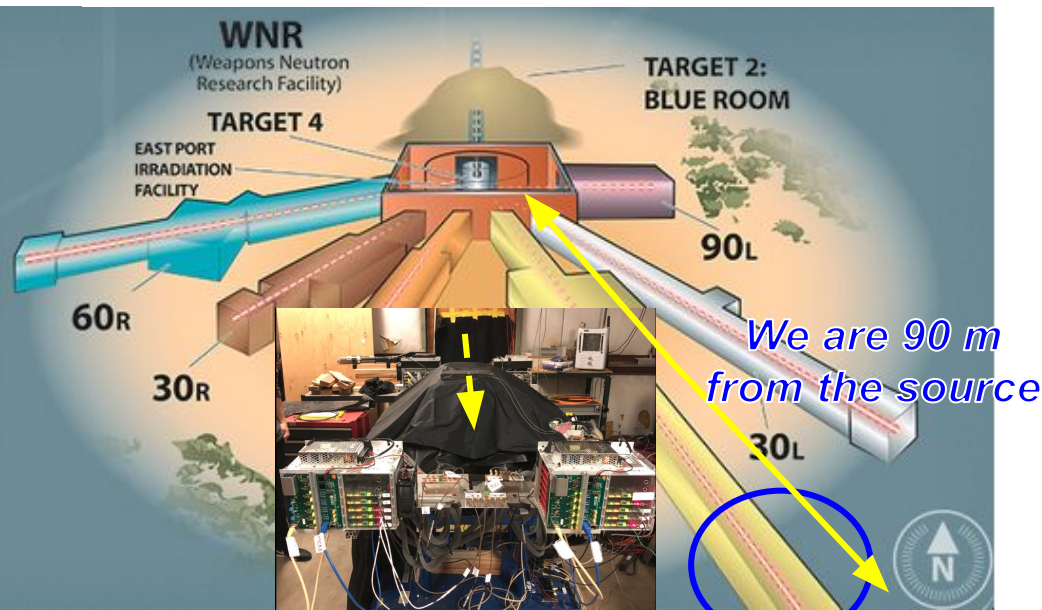 WNR
(Weapons Neutron
Research Facility)
TARGET 2:
BLUE ROOM
TARGET 4
EAST PORT
IRRADIATION
FACILITY
90L
60R
30R
We are 90 m
from the source
30L
N